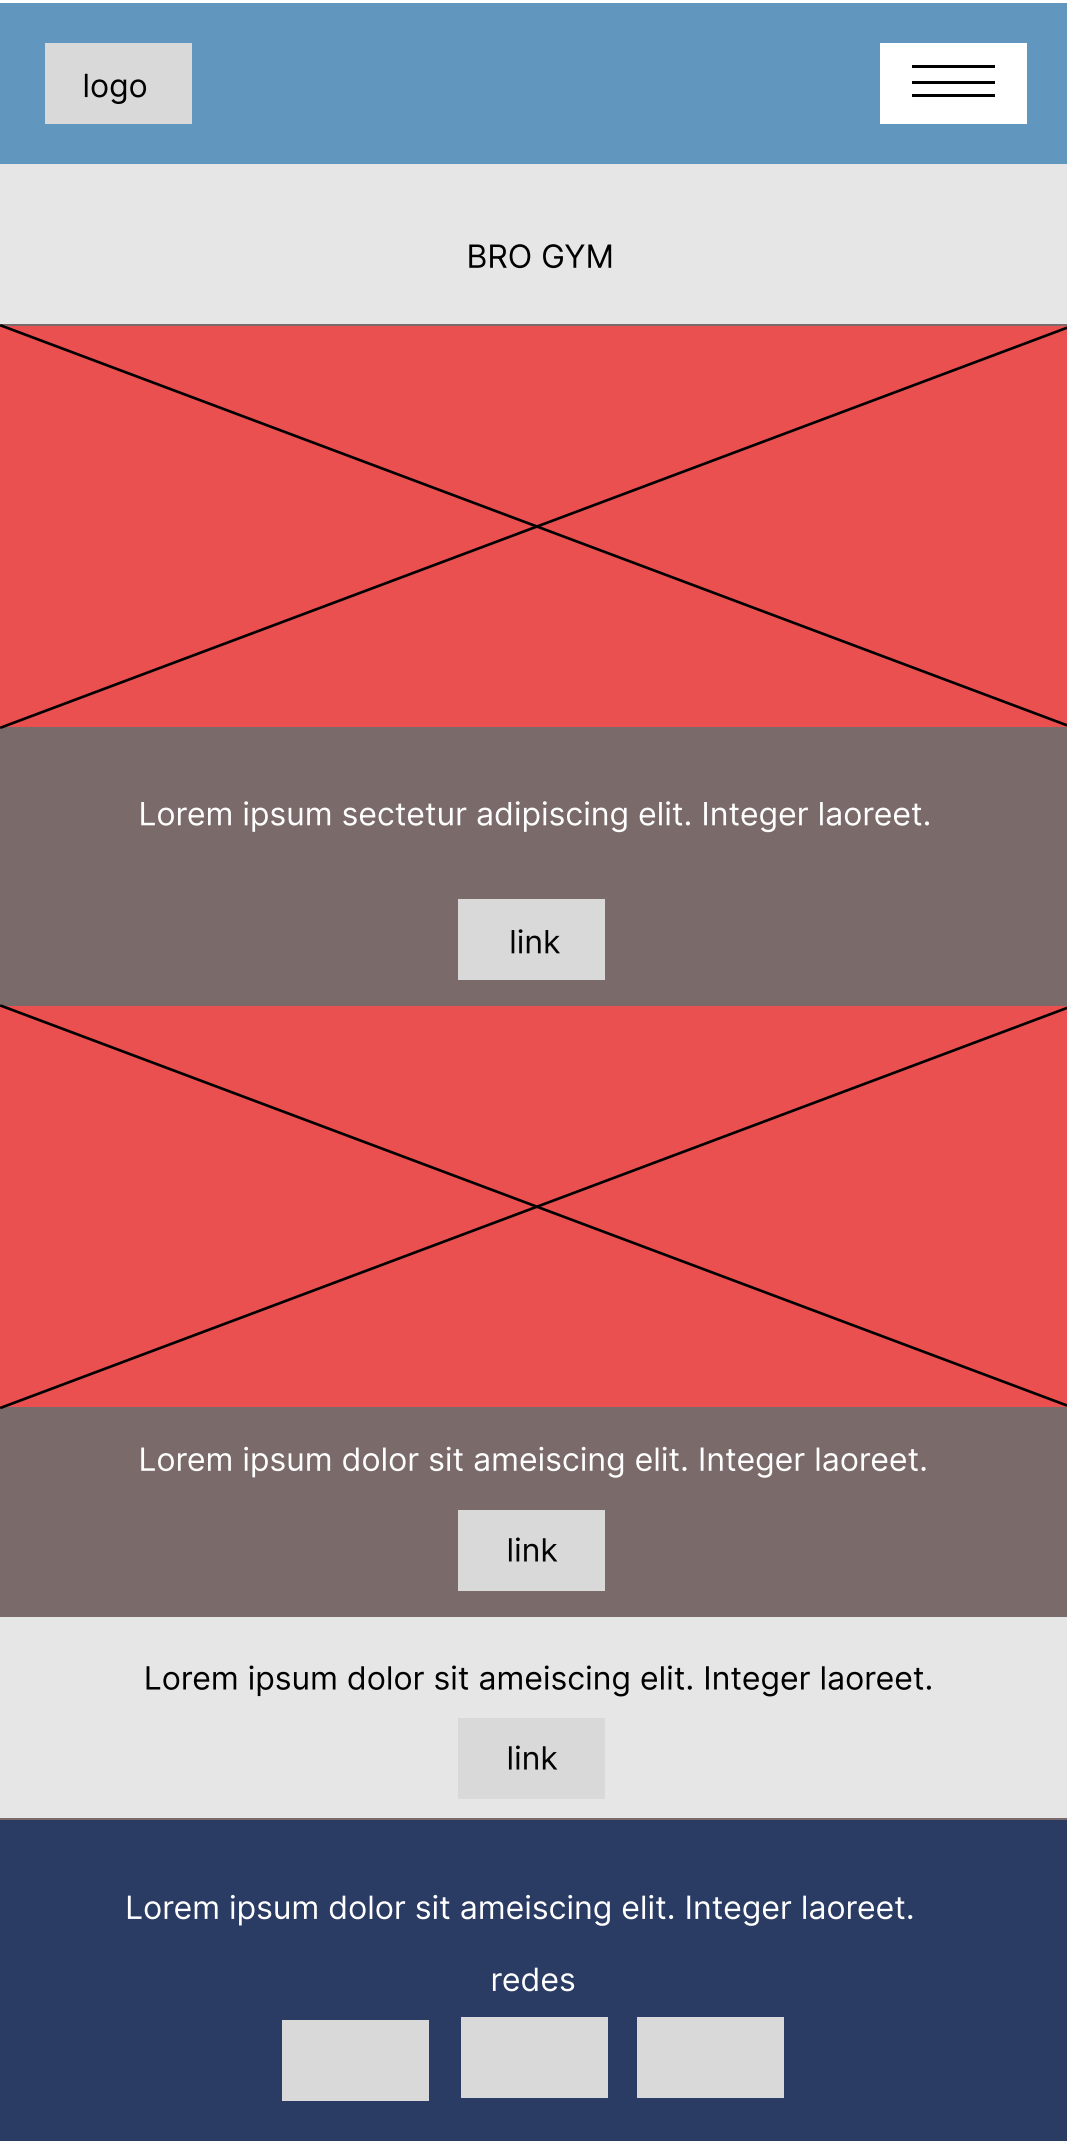 logo
BRO GYM
Lorem ipsum sectetur adipiscing elit. Integer laoreet.
link
Lorem ipsum dolor sit ameiscing elit. Integer laoreet.
link
Lorem ipsum dolor sit ameiscing elit. Integer laoreet.
link
Lorem ipsum dolor sit ameiscing elit. Integer laoreet.
redes